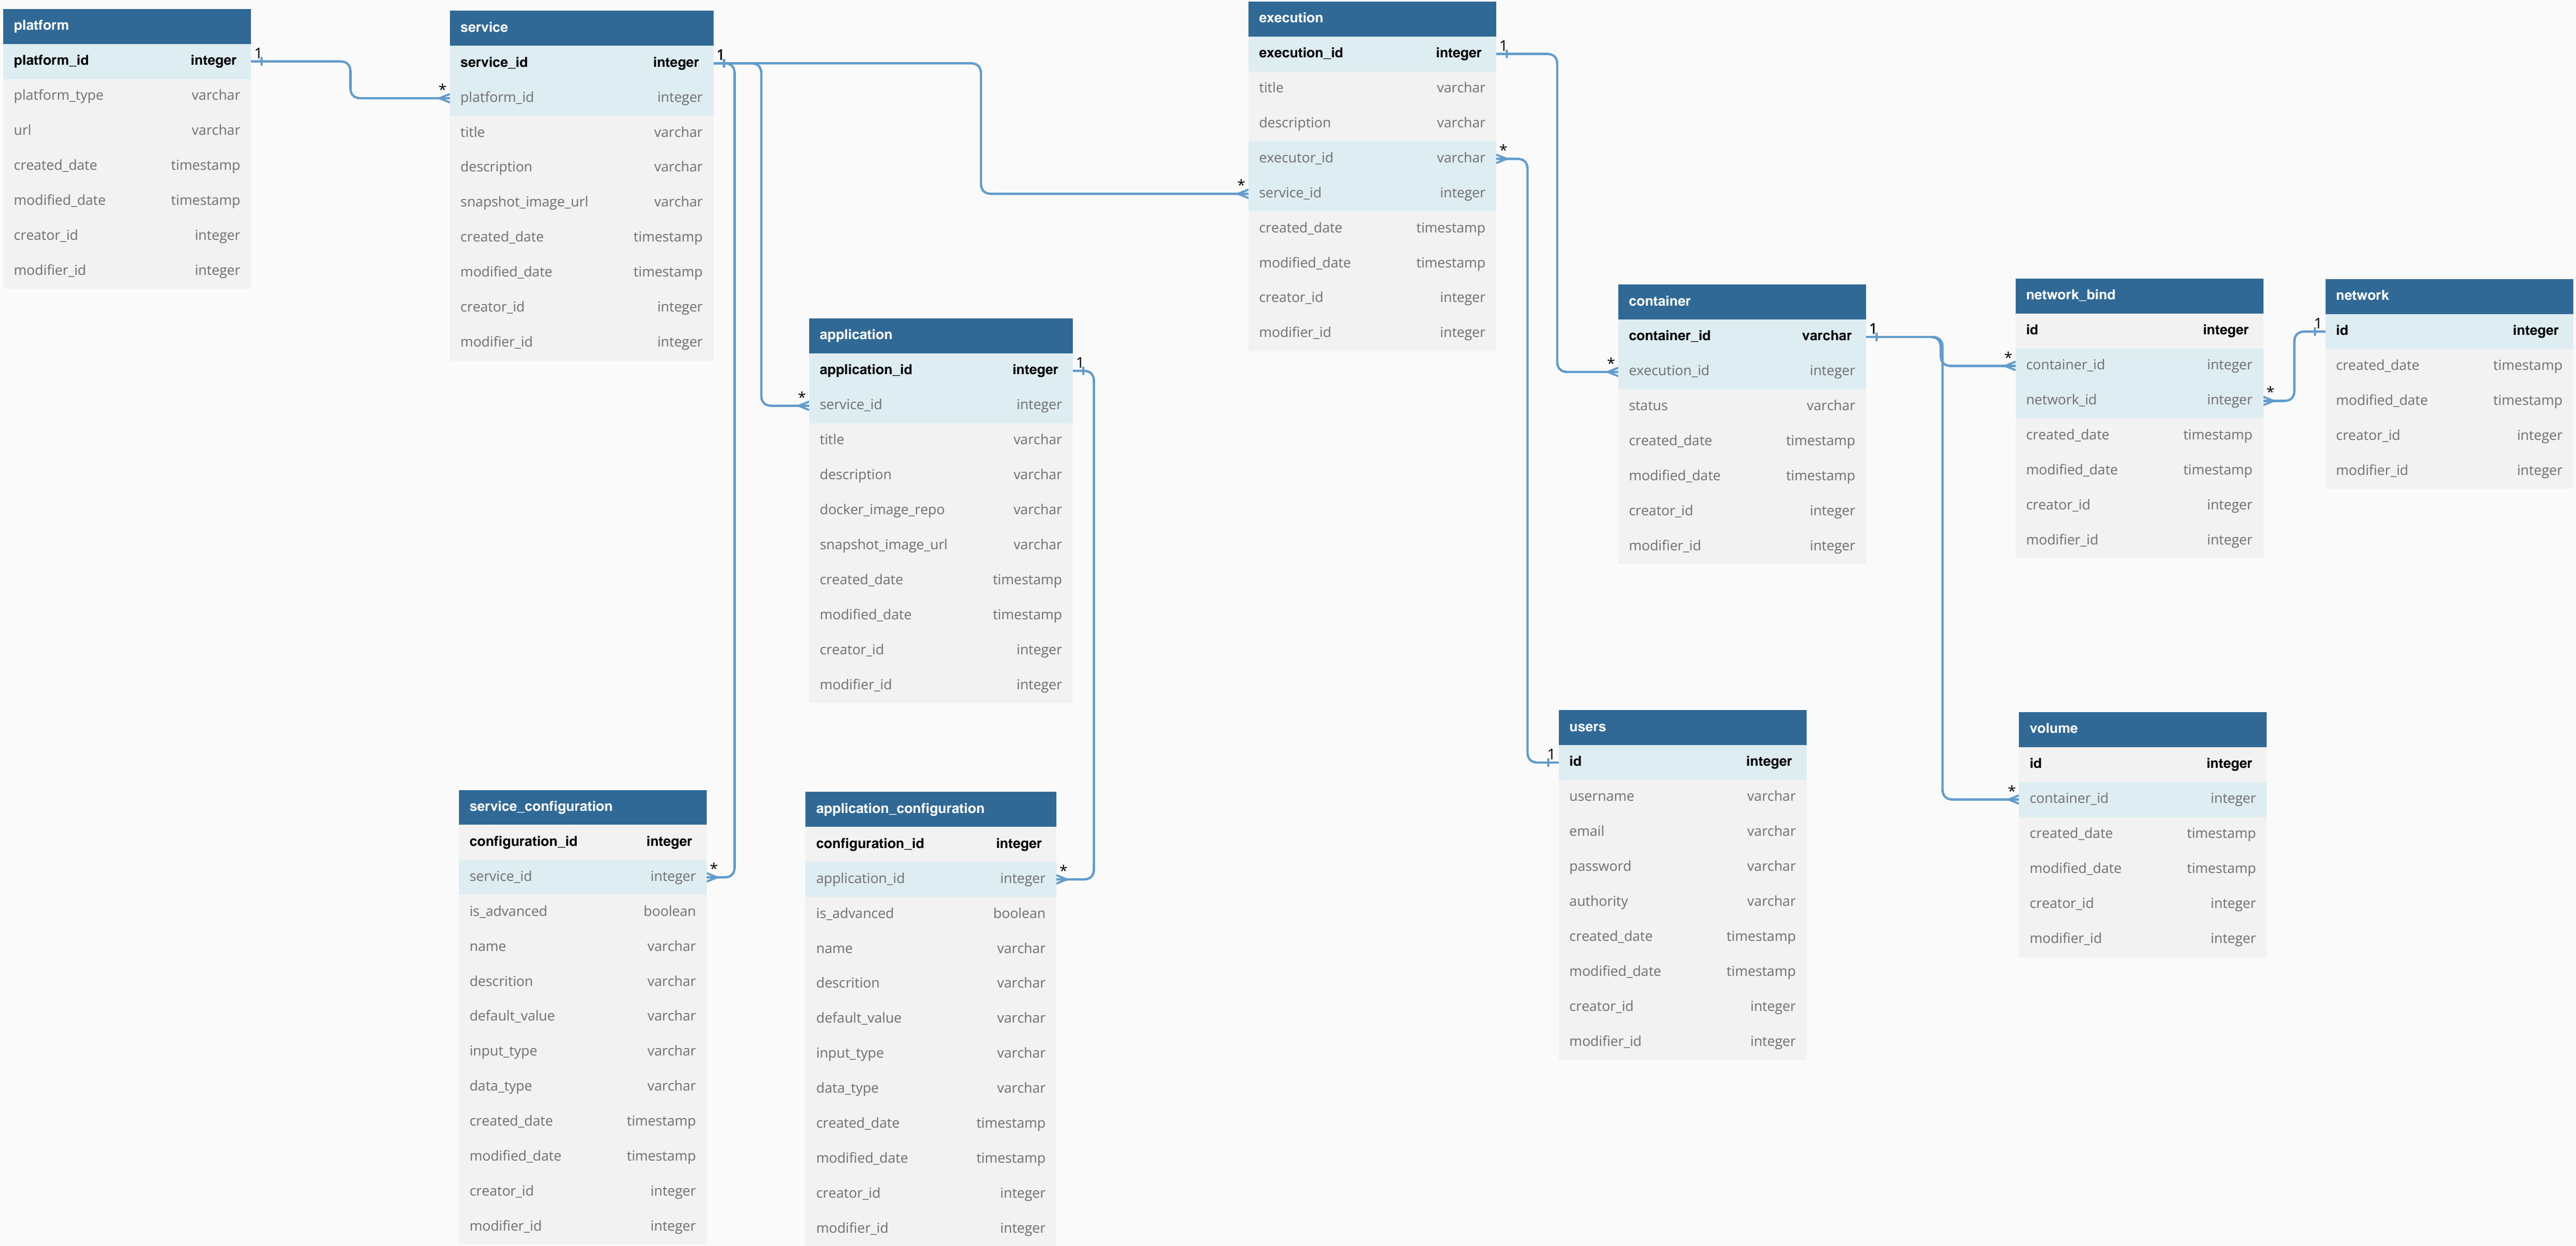 platform
platform_id integer
platform_type varchar
url varchar
created_date timestamp
modified_date timestamp
creator_id integer
modifier_id integer
1
*
service
service_id integer
platform_id integer
title varchar
description varchar
snapshot_image_url varchar
created_date timestamp
modified_date timestamp
creator_id integer
modifier_id integer
1
*
application
application_id integer
service_id integer
title varchar
description varchar
docker_image_repo varchar
snapshot_image_url varchar
created_date timestamp
modified_date timestamp
creator_id integer
modifier_id integer
1
service_configuration
configuration_id integer
service_id integer
is_advanced boolean
name varchar
descrition varchar
default_value varchar
input_type varchar
data_type varchar
created_date timestamp
modified_date timestamp
creator_id integer
modifier_id integer
*
application_configuration
configuration_id integer
application_id integer
is_advanced boolean
name varchar
descrition varchar
default_value varchar
input_type varchar
data_type varchar
created_date timestamp
modified_date timestamp
creator_id integer
modifier_id integer
*
*
execution
execution_id integer
title varchar
description varchar
executor_id varchar
service_id integer
created_date timestamp
modified_date timestamp
creator_id integer
modifier_id integer
1
*
*
container
container_id varchar
execution_id integer
status varchar
created_date timestamp
modified_date timestamp
creator_id integer
modifier_id integer
1
*
network_bind
id integer
container_id integer
network_id integer
created_date timestamp
modified_date timestamp
creator_id integer
modifier_id integer
*
1
network
id integer
created_date timestamp
modified_date timestamp
creator_id integer
modifier_id integer
1
users
id integer
username varchar
email varchar
password varchar
authority varchar
created_date timestamp
modified_date timestamp
creator_id integer
modifier_id integer
*
volume
id integer
container_id integer
created_date timestamp
modified_date timestamp
creator_id integer
modifier_id integer